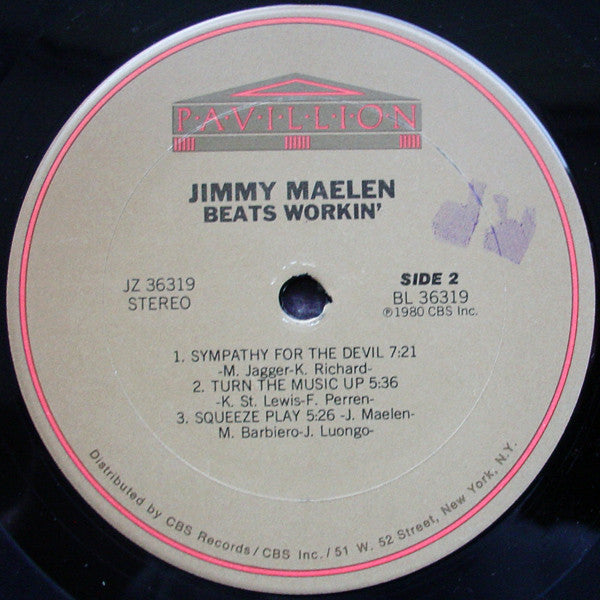 P·A·V·I·L·L·I·O·N
JIMMY MAELEN
BEATS WORKIN'
JZ 36319
STEREO
SIDE 2
BL 36319
℗1980 CBS Inc.
1. SYMPATHY FOR THE DEVIL 7:21
-M. Jagger-K. Richard-
2. TURN THE MUSIC UP 5:36
-K. St. Lewis-F. Perren-
3. SQUEEZE PLAY 5:26 -J. Maelen-
M. Barbiero-J. Luongo-
Distributed by CBS Records/CBS Inc./51 W. 52 Street, New York, N.Y.